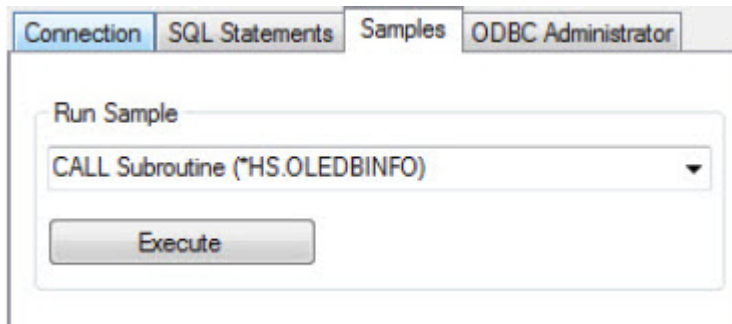 Connection SQL Statements Samples ODBC Administrator
Run Sample
CALL Subroutine (*HS.OLEDBINFO)
Execute